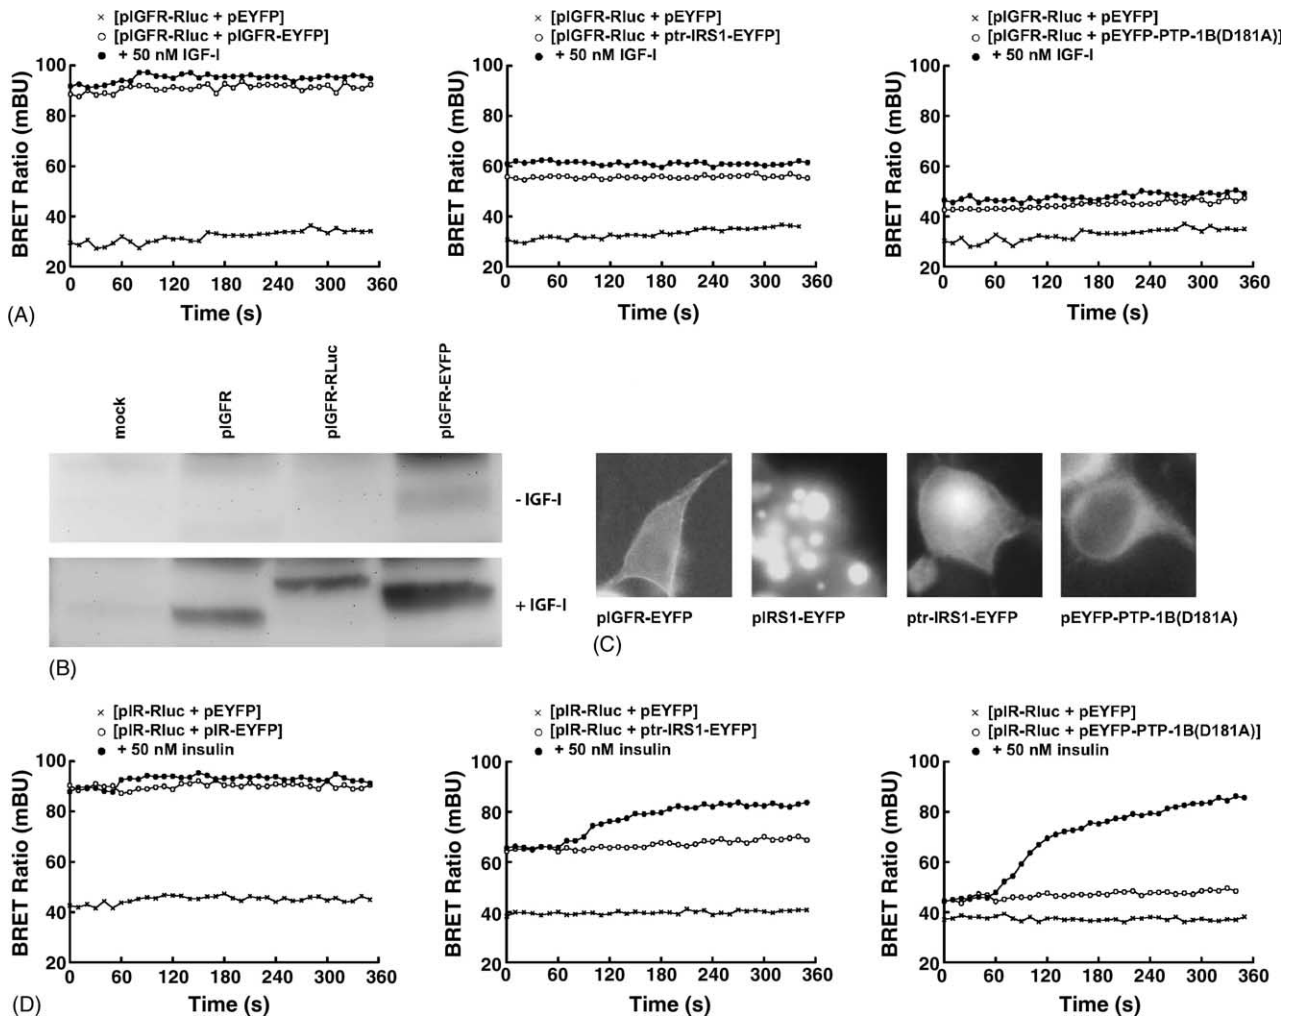 × [pIGFR-Rluc + pEYFP]
○ [pIGFR-Rluc + pIGFR-EYFP]
● + 50 nM IGF-I
BRET Ratio (mBU)
100
80
60
40
20
0 60 120 180 240 300 360
Time (s)
× [pIGFR-Rluc + pEYFP]
○ [pIGFR-Rluc + ptr-IRS1-EYFP]
● + 50 nM IGF-I
BRET Ratio (mBU)
100
80
60
40
20
0 60 120 180 240 300 360
Time (s)
× [pIGFR-Rluc + pEYFP]
○ [pIGFR-Rluc + pEYFP-PTP-1B(D181A)]
● + 50 nM IGF-I
BRET Ratio (mBU)
100
80
60
40
20
0 60 120 180 240 300 360
Time (s)
(A)
mock
pIGFR
pIGFR-RLuc
pIGFR-EYFP
- IGF-I
+ IGF-I
(B)
pIGFR-EYFP
pIRS1-EYFP
ptr-IRS1-EYFP
pEYFP-PTP-1B(D181A)
(C)
× [pIR-Rluc + pEYFP]
○ [pIR-Rluc + pIR-EYFP]
● + 50 nM insulin
BRET Ratio (mBU)
100
80
60
40
20
0 60 120 180 240 300 360
Time (s)
× [pIR-Rluc + pEYFP]
○ [pIR-Rluc + ptr-IRS1-EYFP]
● + 50 nM insulin
BRET Ratio (mBU)
100
80
60
40
20
0 60 120 180 240 300 360
Time (s)
× [pIR-Rluc + pEYFP]
○ [pIR-Rluc + pEYFP-PTP-1B(D181A)]
● + 50 nM insulin
BRET Ratio (mBU)
100
80
60
40
20
0 60 120 180 240 300 360
Time (s)
(D)